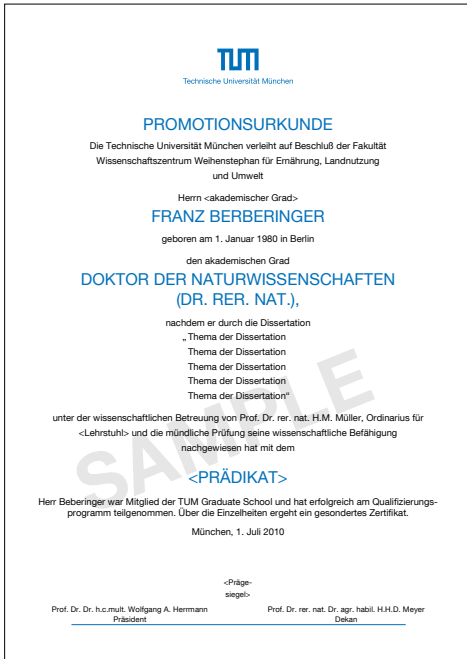 TUM
Technische Universität München
PROMOTIONSURKUNDE
Die Technische Universität München verleiht auf Beschluß der Fakultät
Wissenschaftszentrum Weihenstephan für Ernährung, Landnutzung
und Umwelt
Herrn <akademischer Grad>
FRANZ BERBERINGER
geboren am 1. Januar 1980 in Berlin
den akademischen Grad
DOKTOR DER NATURWISSENSCHAFTEN
(DR. RER. NAT.),
nachdem er durch die Dissertation
„ Thema der Dissertation
Thema der Dissertation
Thema der Dissertation
Thema der Dissertation
Thema der Dissertation“
SAMPLE
unter der wissenschaftlichen Betreuung von Prof. Dr. rer. nat. H.M. Müller, Ordinarius für
<Lehrstuhl> und die mündliche Prüfung seine wissenschaftliche Befähigung
nachgewiesen hat mit dem
<PRÄDIKAT>
Herr Beberinger war Mitglied der TUM Graduate School und hat erfolgreich am Qualifizierungs-
programm teilgenommen. Über die Einzelheiten ergeht ein gesondertes Zertifikat.
München, 1. Juli 2010
<Präge-
siegel>
Prof. Dr. Dr. h.c.mult. Wolfgang A. Herrmann Prof. Dr. rer. nat. Dr. agr. habil. H.H.D. Meyer
Präsident Dekan